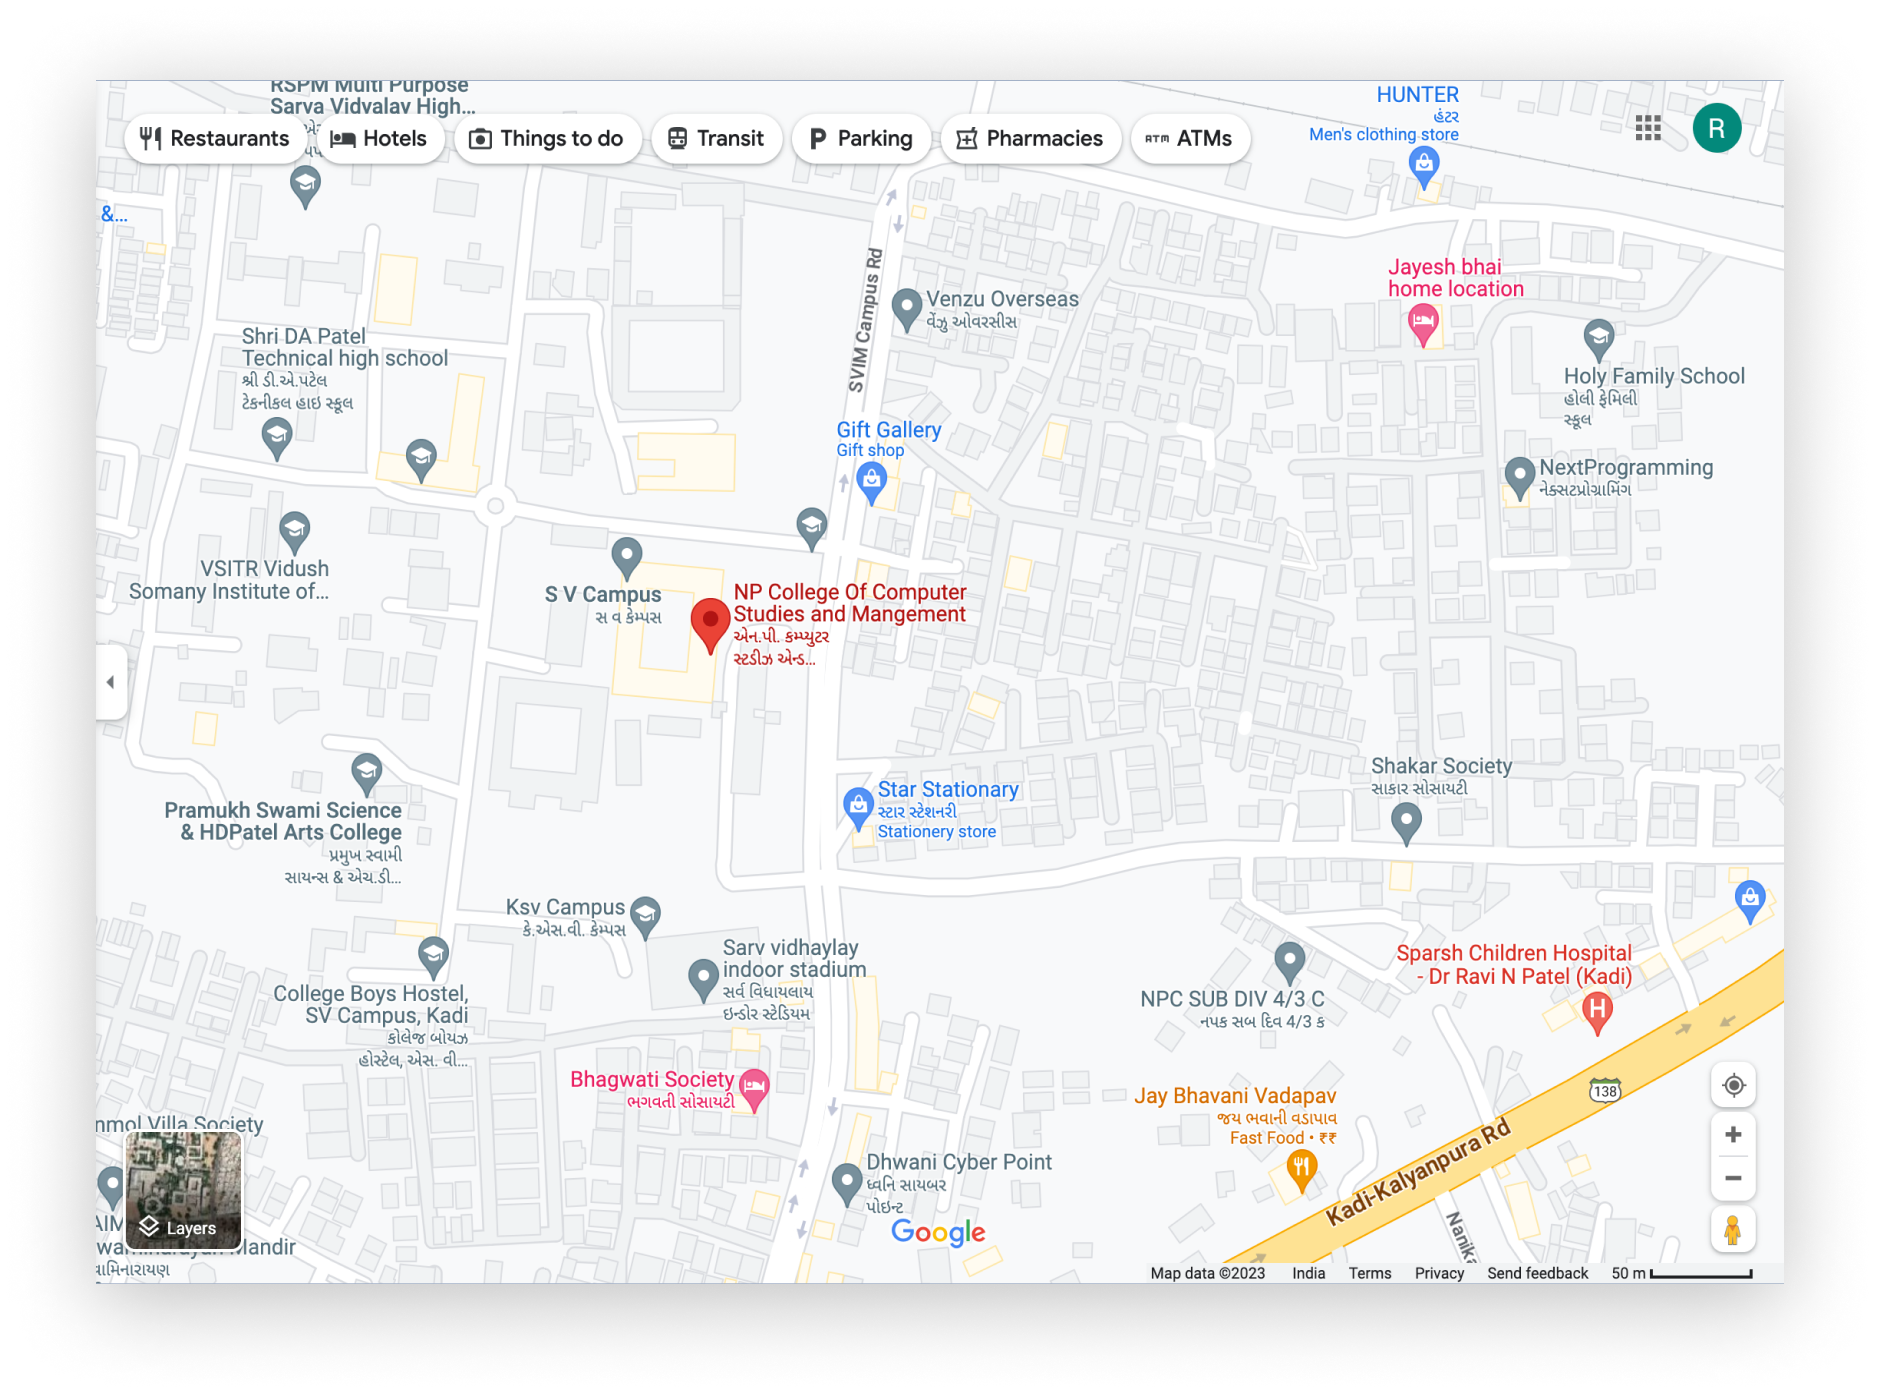 RSPM Multi Purpose
Sarva Vidyalay High...
Restaurants
Hotels
Things to do
Transit
Parking
Pharmacies
ATM ATMs
R
HUNTER
હંટર
Men's clothing store
&...
SVIM Campus Rd
Venzu Overseas
વેંઝુ ઓવરસીસ
Jayesh bhai
home location
Shri DA Patel
Technical high school
શ્રી ડી.એ.પટેલ
ટેકનીકલ હાઇ સ્કૂલ
Holy Family School
હોલી ફેમિલી
સ્કૂલ
Gift Gallery
Gift shop
NextProgramming
નેક્સટપ્રોગ્રામિંગ
VSITR Vidush
Somany Institute of...
S V Campus
સ વ કેમ્પસ
NP College Of Computer
Studies and Mangement
એન.પી. કમ્પ્યુટર
સ્ટડીઝ એન્ડ...
Star Stationary
સ્ટાર સ્ટેશનરી
Stationery store
Shakar Society
સાકાર સોસાયટી
Pramukh Swami Science
& HDPatel Arts College
પ્રમુખ સ્વામી
સાયન્સ & એચ.ડી...
Ksv Campus
કે.એસ.વી. કેમ્પસ
Sarv vidhaylay
indoor stadium
સર્વ વિધાયલાય
ઇન્ડોર સ્ટેડિયમ
College Boys Hostel,
SV Campus, Kadi
કોલેજ બોયઝ
હોસ્ટેલ, એસ. વી....
NPC SUB DIV 4/3 C
નપક સબ દિવ 4/3 ક
Sparsh Children Hospital
- Dr Ravi N Patel (Kadi)
H
138
Bhagwati Society
ભગવતી સોસાયટી
Jay Bhavani Vadapav
જય ભવાની વડાપાવ
Fast Food • ₹₹
Kadi-Kalyanpura Rd
Nanika
nmol Villa Society
Dhwani Cyber Point
ધ્વનિ સાયબર
પોઇન્ટ
Layers
andir
વામિનારાયણ
Google
Map data ©2023
India
Terms
Privacy
Send feedback
50 m